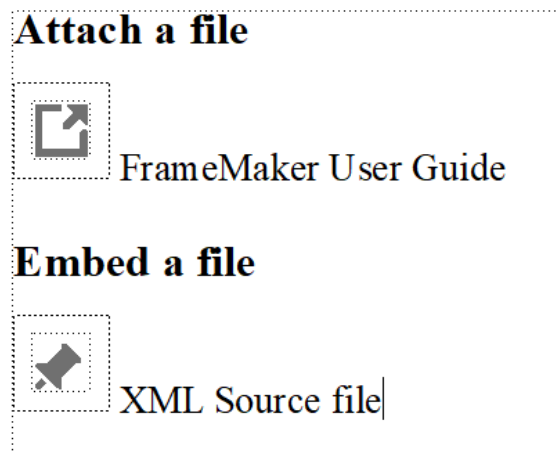 Attach a file
FrameMaker User Guide
Embed a file
XML Source file